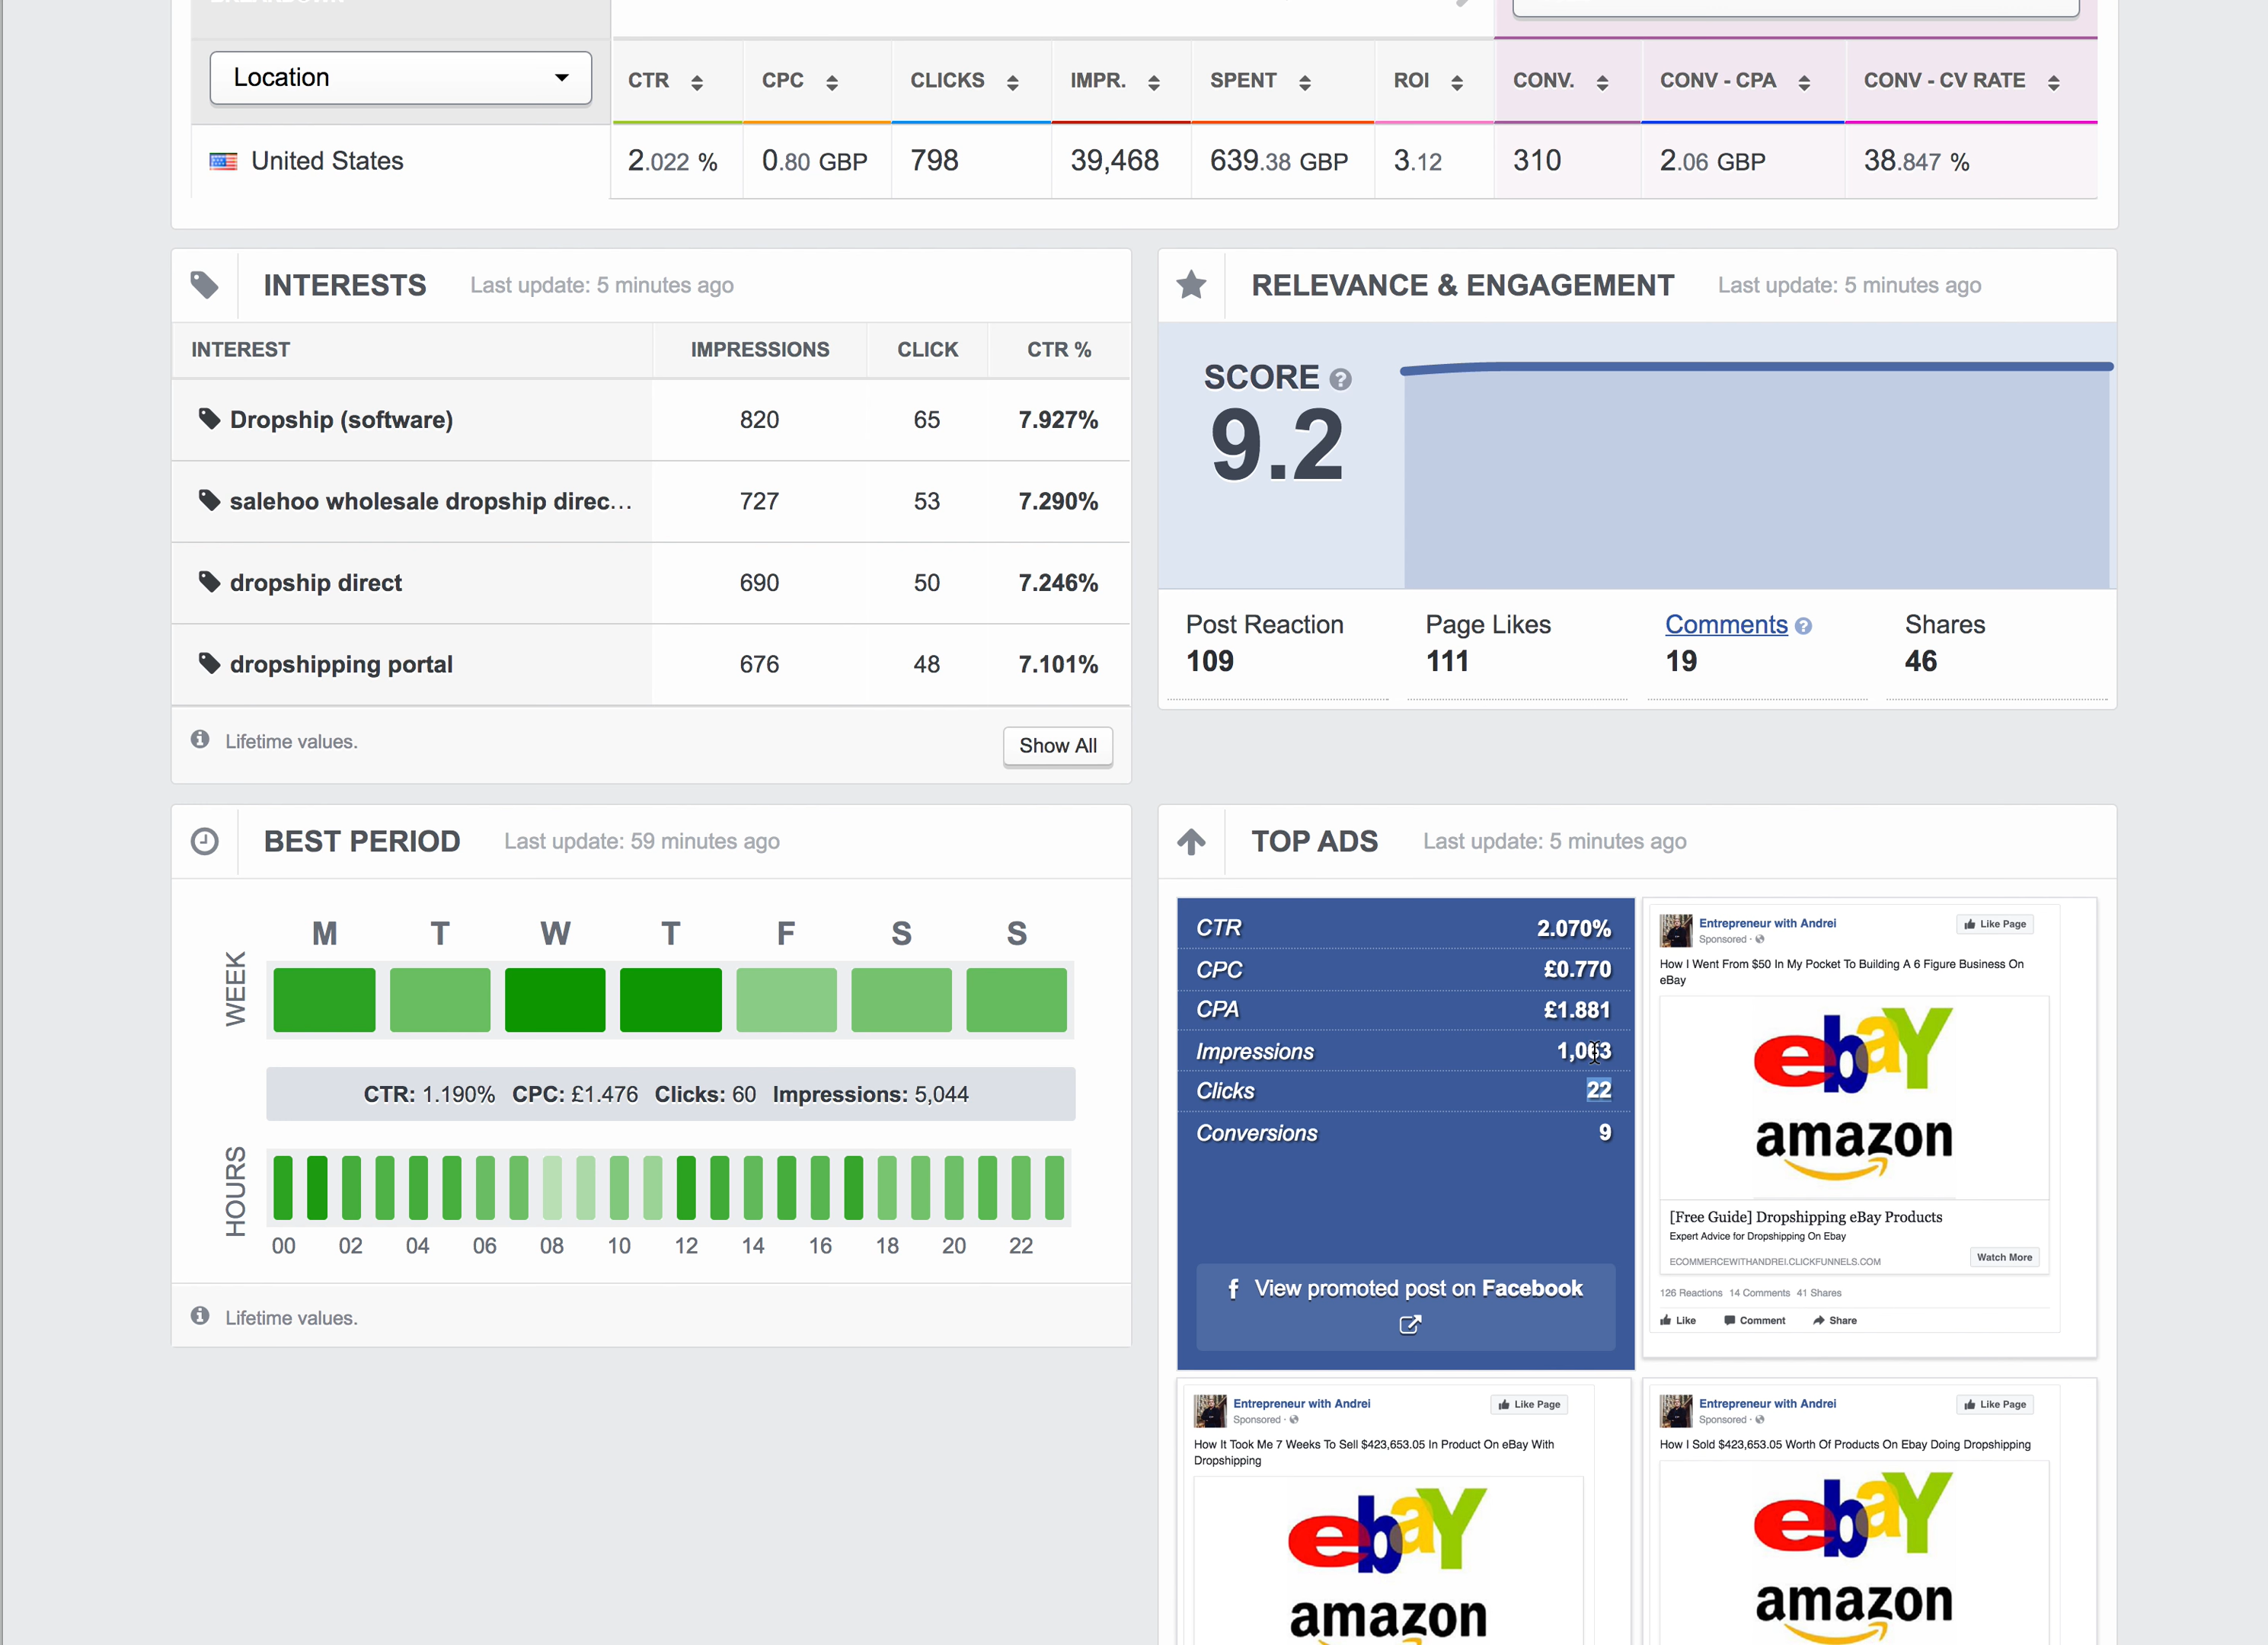 Location
CTR CPC CLICKS IMPR. SPENT ROI CONV. CONV - CPA CONV - CV RATE
United States 2.022 % 0.80 GBP 798 39,468 639.38 GBP 3.12 310 2.06 GBP 38.847 %
INTERESTS Last update: 5 minutes ago
INTEREST IMPRESSIONS CLICK CTR %
Dropship (software) 820 65 7.927%
salehoo wholesale dropship direc... 727 53 7.290%
dropship direct 690 50 7.246%
dropshipping portal 676 48 7.101%
Lifetime values. Show All
RELEVANCE & ENGAGEMENT Last update: 5 minutes ago
SCORE ?
9.2
Post Reaction Page Likes Comments ? Shares
109 111 19 46
BEST PERIOD Last update: 59 minutes ago
M T W T F S S
WEEK
CTR: 1.190% CPC: £1.476 Clicks: 60 Impressions: 5,044
HOURS
00 02 04 06 08 10 12 14 16 18 20 22
Lifetime values.
TOP ADS Last update: 5 minutes ago
CTR 2.070%
CPC £0.770
CPA £1.881
Impressions
Clicks 22
Conversions 9
View promoted post on Facebook
Entrepreneur with Andrei Like Page
Sponsored ·
How I Went From $50 In My Pocket To Building A 6 Figure Business On
eBay
ebaY
amazon
[Free Guide] Dropshipping eBay Products
Expert Advice for Dropshipping On Ebay
ECOMMERCEWITHANDREI.CLICKFUNNELS.COM Watch More
126 Reactions 14 Comments 41 Shares
Like Comment Share
Entrepreneur with Andrei Like Page
Sponsored ·
How It Took Me 7 Weeks To Sell $423,653.05 In Product On eBay With
Dropshipping
ebaY
amazon
Entrepreneur with Andrei Like Page
Sponsored ·
How I Sold $423,653.05 Worth Of Products On Ebay Doing Dropshipping
ebaY
amazon